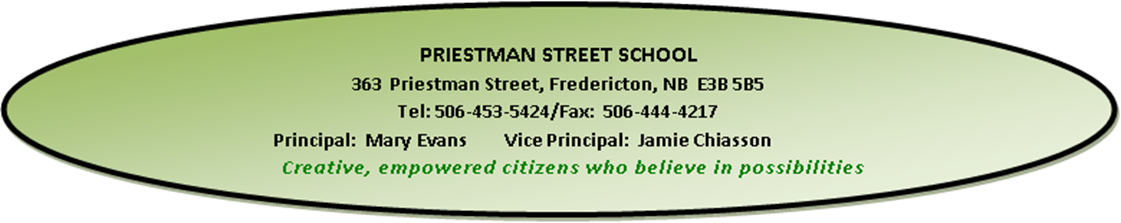 PRIESTMAN STREET SCHOOL
363 Priestman Street, Fredericton, NB E3B 5B5
Tel: 506-453-5424/Fax: 506-444-4217
Principal: Mary Evans Vice Principal: Jamie Chiasson
Creative, empowered citizens who believe in possibilities